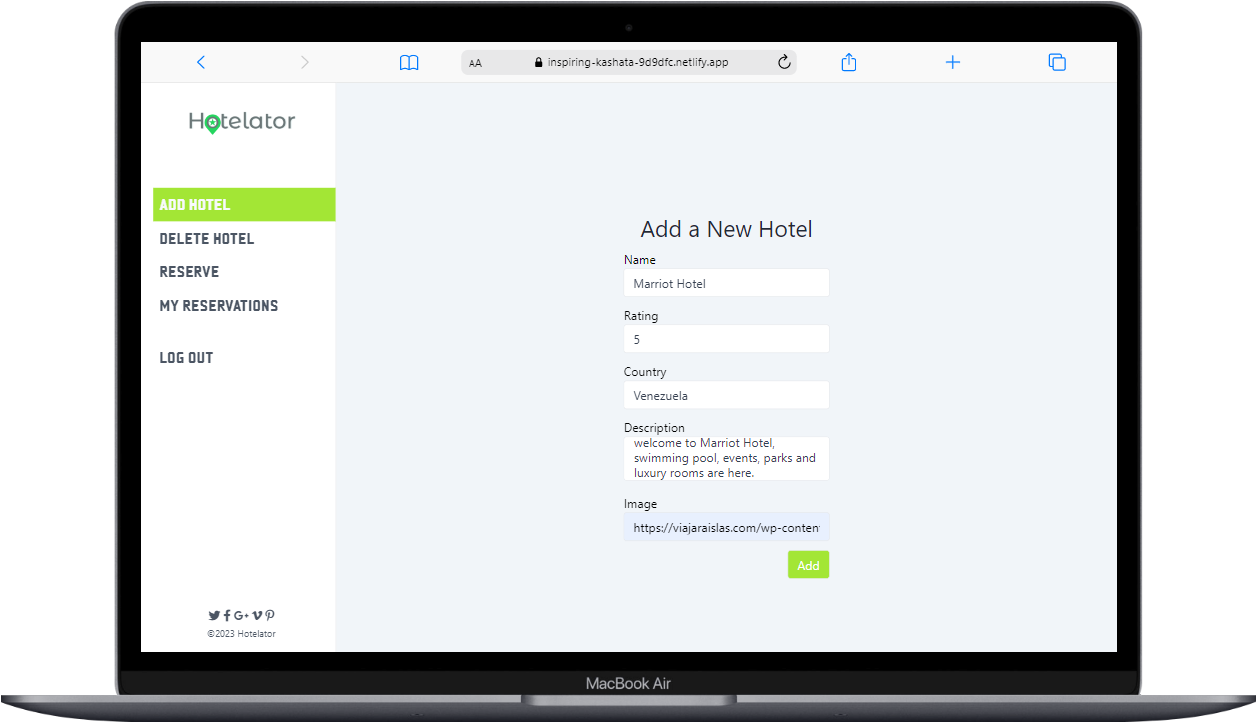 AA
inspiring-kashata-9d9dfc.netlify.app
Hotelator
ADD HOTEL
DELETE HOTEL
RESERVE
MY RESERVATIONS
LOG OUT
©2023 Hotelator
Add a New Hotel
Name
Marriot Hotel
Rating
5
Country
Venezuela
Description
welcome to Marriot Hotel,
swimming pool, events, parks and
luxury rooms are here.
Image
https://viajaraislas.com/wp-conten
Add
MacBook Air